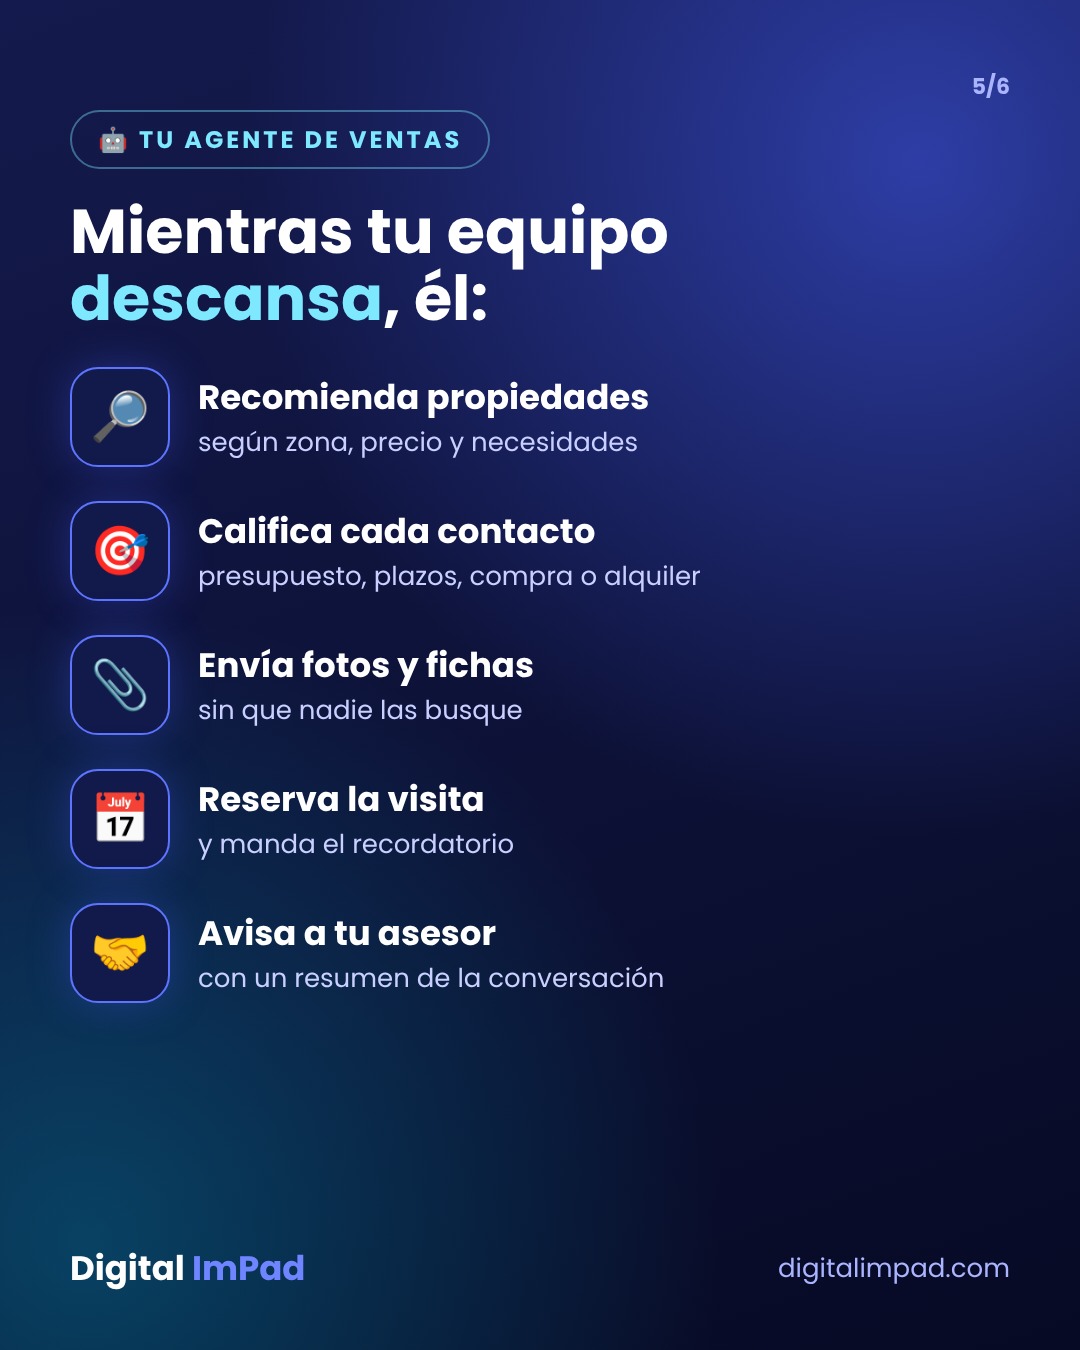 5/6
🤖 TU AGENTE DE VENTAS
Mientras tu equipo
descansa, él:
Recomienda propiedades
según zona, precio y necesidades
Califica cada contacto
presupuesto, plazos, compra o alquiler
Envía fotos y fichas
sin que nadie las busque
July
17
Reserva la visita
y manda el recordatorio
Avisa a tu asesor
con un resumen de la conversación
Digital ImPad
digitalimpad.com